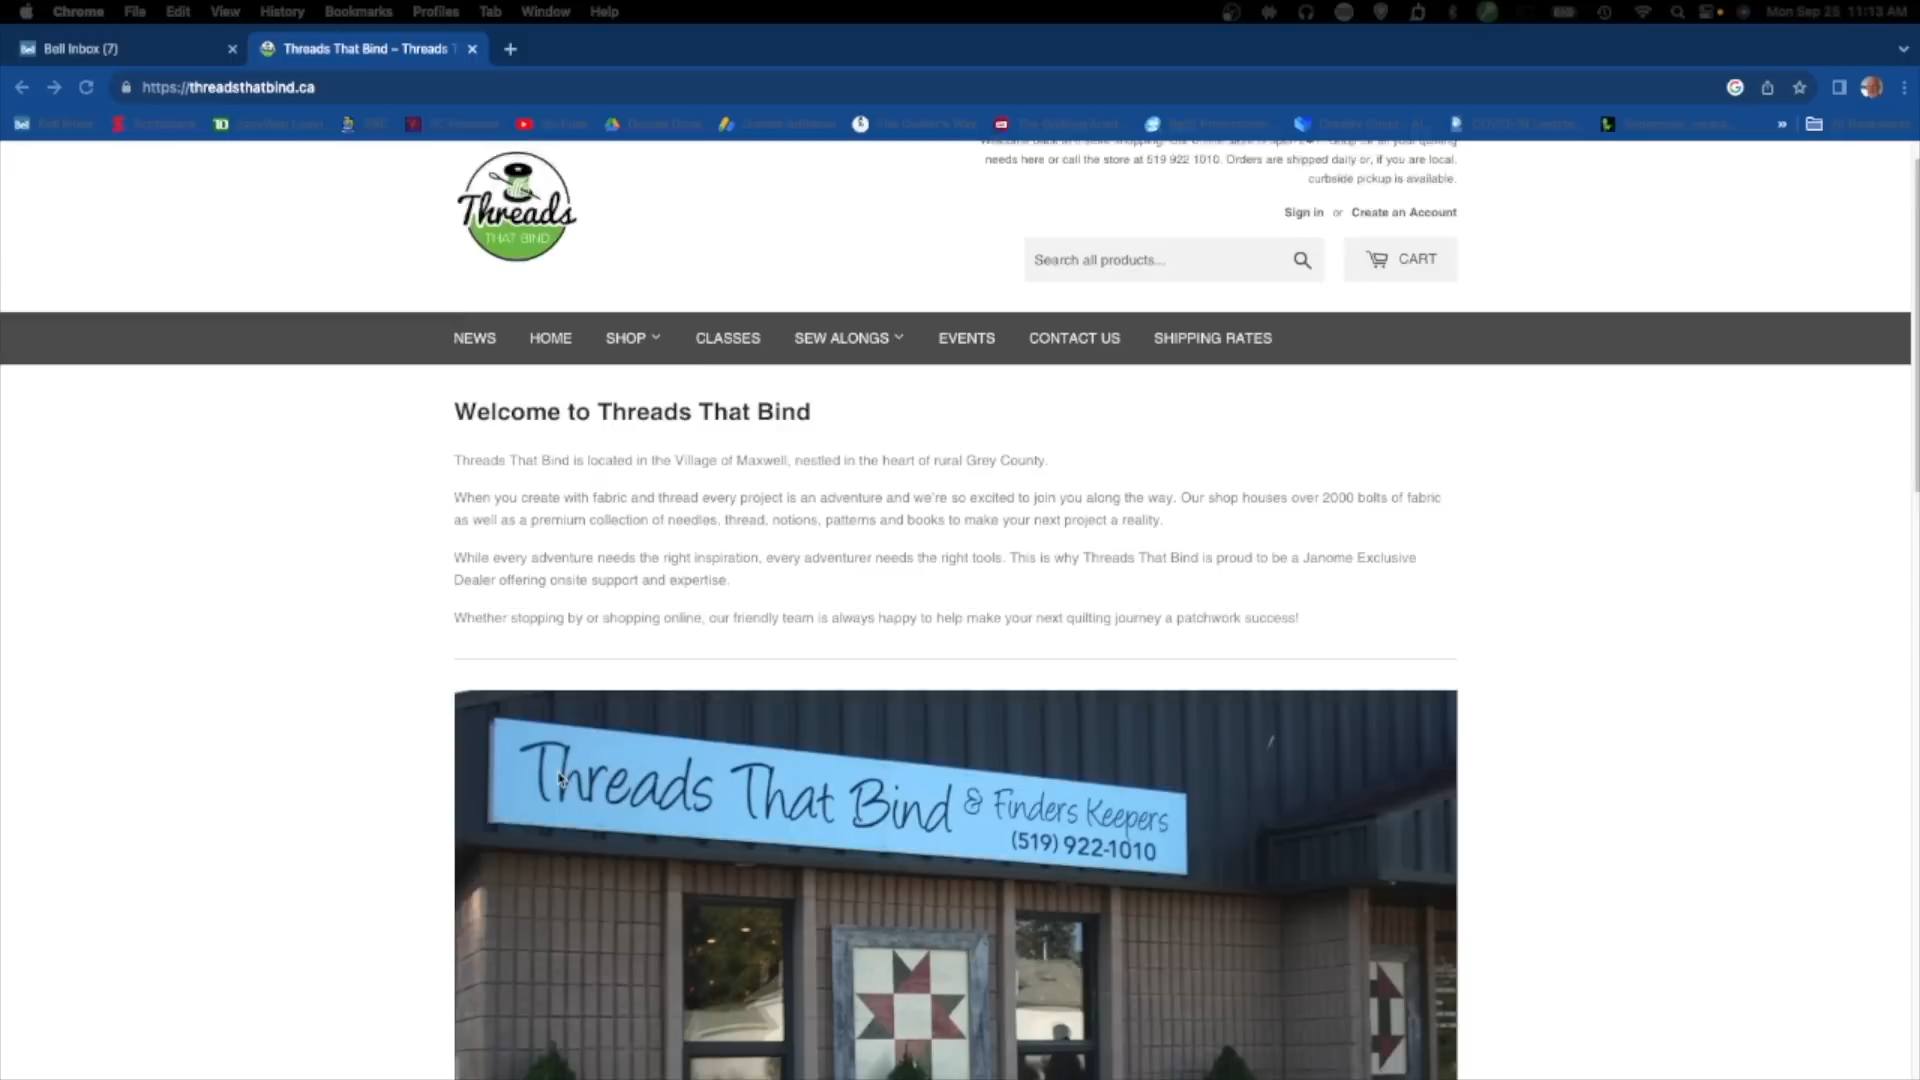 Chrome File Edit View History Bookmarks Profiles Tab Window Help Mon Sep 25 11:13 AM
Bell Inbox (7) Threads That Bind – Threads T
https://threadsthatbind.ca
needs here or call the store at 519 922 1010. Orders are shipped daily or, if you are local,
curbside pickup is available.
Sign in or Create an Account
Threads
THAT BIND
Search all products... CART
NEWS HOME SHOP CLASSES SEW ALONGS EVENTS CONTACT US SHIPPING RATES
Welcome to Threads That Bind
Threads That Bind is located in the Village of Maxwell, nestled in the heart of rural Grey County.
When you create with fabric and thread every project is an adventure and we're so excited to join you along the way. Our shop houses over 2000 bolts of fabric
as well as a premium collection of needles, thread, notions, patterns and books to make your next project a reality.
While every adventure needs the right inspiration, every adventurer needs the right tools. This is why Threads That Bind is proud to be a Janome Exclusive
Dealer offering onsite support and expertise.
Whether stopping by or shopping online, our friendly team is always happy to help make your next quilting journey a patchwork success!
Threads That Bind & Finders Keepers
(519) 922-1010